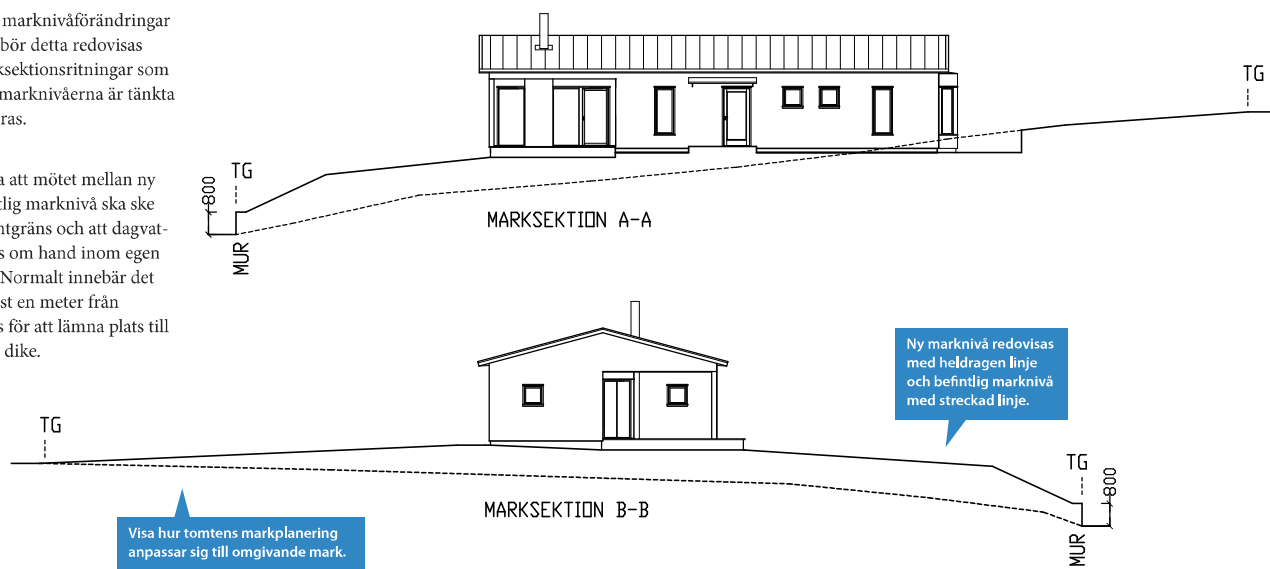 marknivåförändringar
bör detta redovisas
ksektionsritningar som
marknivåerna är tänkta
ras.
a att mötet mellan ny
tlig marknivå ska ske
ntgräns och att dagvat-
s om hand inom egen
Normalt innebär det
st en meter från
s för att lämna plats till
dike.
TG
TG
800
MUR
MARKSEKTION A-A
Ny marknivå redovisas
med heldragen linje
och befintlig marknivå
med streckad linje.
TG
TG
800
MUR
MARKSEKTION B-B
Visa hur tomtens markplanering
anpassar sig till omgivande mark.